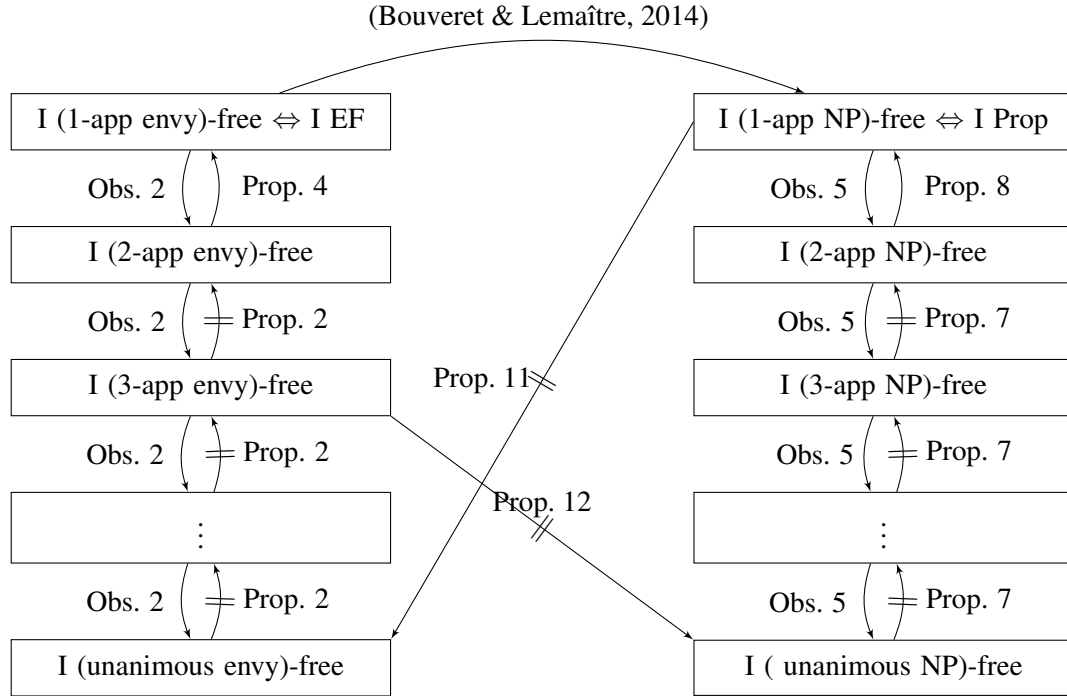 (Bouveret & Lemaître, 2014)
I (1-app envy)-free ⇔ I EF
I (1-app NP)-free ⇔ I Prop
Obs. 2
Prop. 4
Obs. 5
Prop. 8
I (2-app envy)-free
I (2-app NP)-free
Obs. 2
Prop. 2
Obs. 5
Prop. 7
I (3-app envy)-free
Prop. 11
I (3-app NP)-free
Obs. 2
Prop. 2
Obs. 5
Prop. 7
Prop. 12
⋮
⋮
Obs. 2
Prop. 2
Obs. 5
Prop. 7
I (unanimous envy)-free
I ( unanimous NP)-free